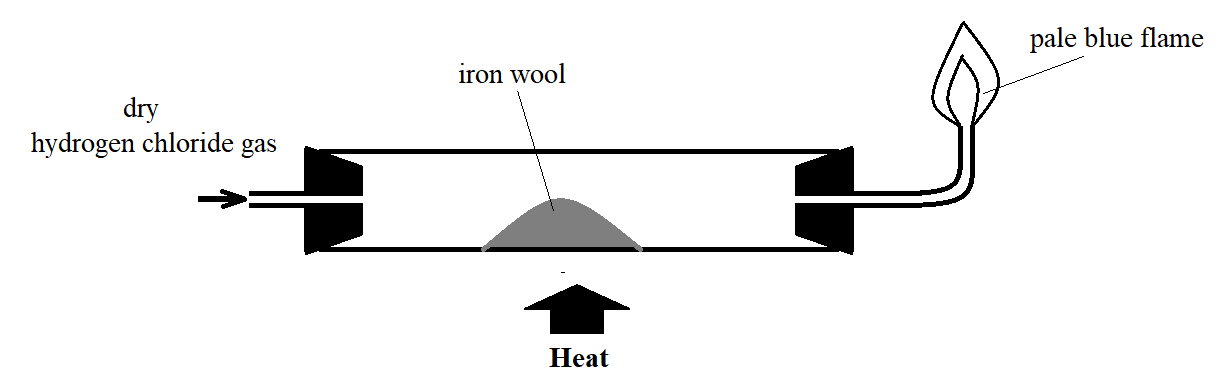 pale blue flame
iron wool
dry
hydrogen chloride gas
Heat